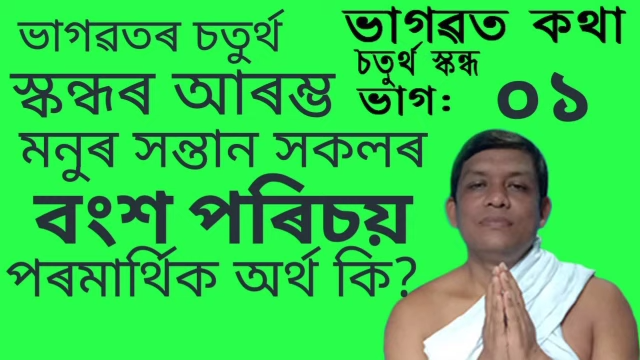 ভাগৱতৰ চতুৰ্থ
স্কন্ধৰ আৰম্ভ
মনুৰ সন্তান সকলৰ
বংশ পৰিচয়
পৰমাৰ্থিক অৰ্থ কি?
ভাগৱত কথা
চতুৰ্থ স্কন্ধ
ভাগ: ০১